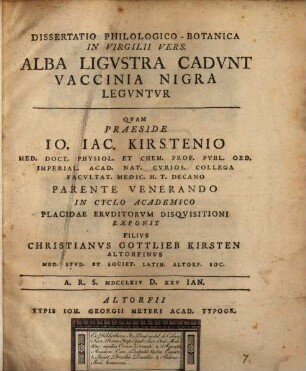 DISSERTATIO PHILOLOGICO-BOTANICA
IN VIRGILII VERS.
ALBA LIGVSTRA CADVNT
VACCINIA NIGRA
LEGVNTVR
QVAM
PRAESIDE
IO. IAC. KIRSTENIO
MED. DOCT. PHYSIOL. ET CHEM. PROF. PVBL. ORD.
IMPERIAL. ACAD. NAT. CVRIOS. COLLEGA
FACVLTAT. MEDIC. H. T. DECANO
PARENTE VENERANDO
IN CYCLO ACADEMICO
PLACIDAE ERVDITORVM DISQVISITIONI
EXPONIT
FILIVS
CHRISTIANVS GOTTLIEB KIRSTEN
ALTORFINVS
MED. STVD. ET SOCIET. LATIN. ALTORF. SOC.
A. R. S. MDCCLXIV D. XXV IAN.
ALTORFII
TYPIS IOH. GEORGII MEYERI ACAD. TYPOGR.
7.